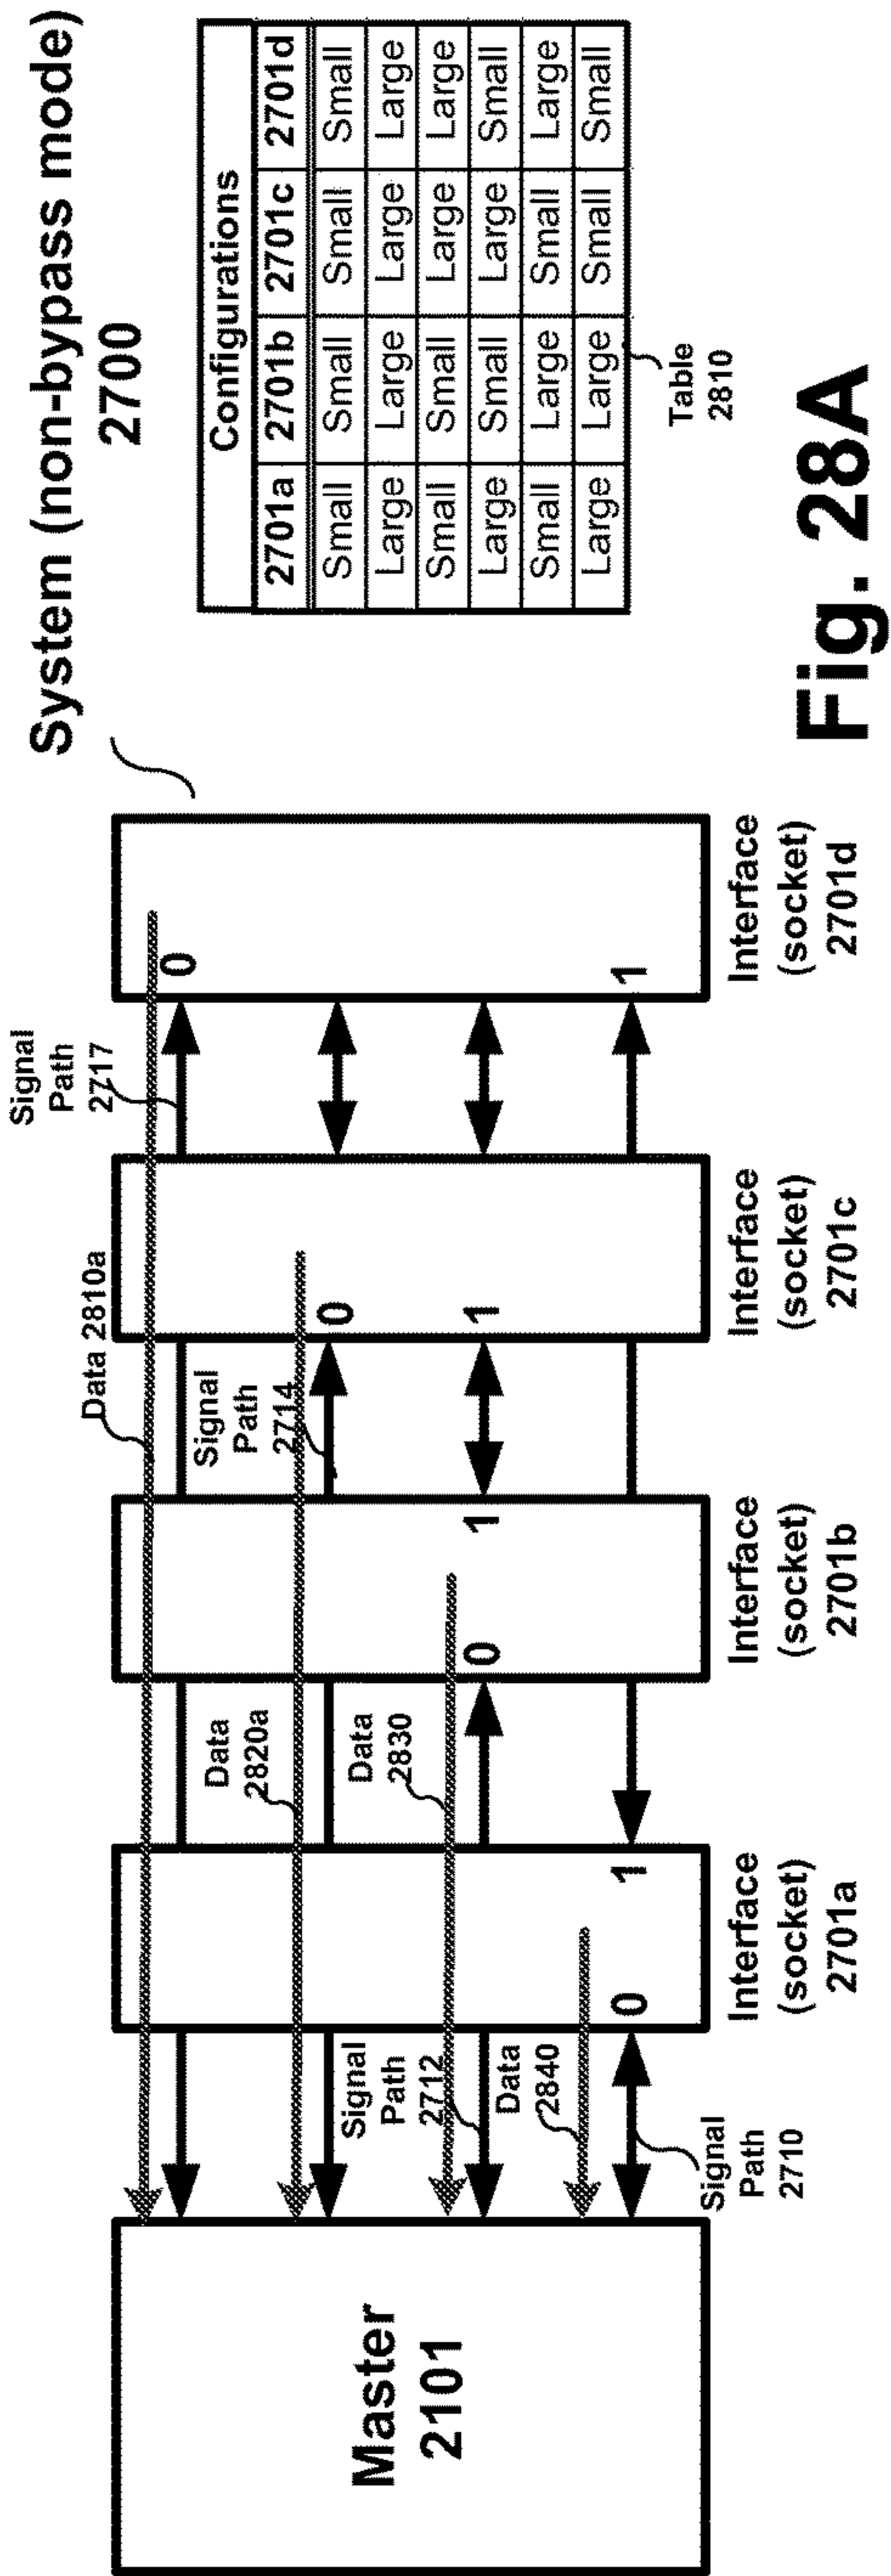 System (non-bypass mode)
2700
Configurations
2701a 2701b 2701c 2701d
Small Small Small Small
Large Large Large Large
Small Small Large Large
Large Small Large Small
Small Large Small Large
Large Large Small Small
Table
2810
Signal
Path
2717
Data 2810a
Signal
Path
2714
Data
2820a
Data
2830
Signal
Path
2712
Data
2840
Signal
Path
2710
0
1
0
1
0
1
0
1
Master
2101
Interface
(socket)
2701a
Interface
(socket)
2701b
Interface
(socket)
2701c
Interface
(socket)
2701d
Fig. 28A